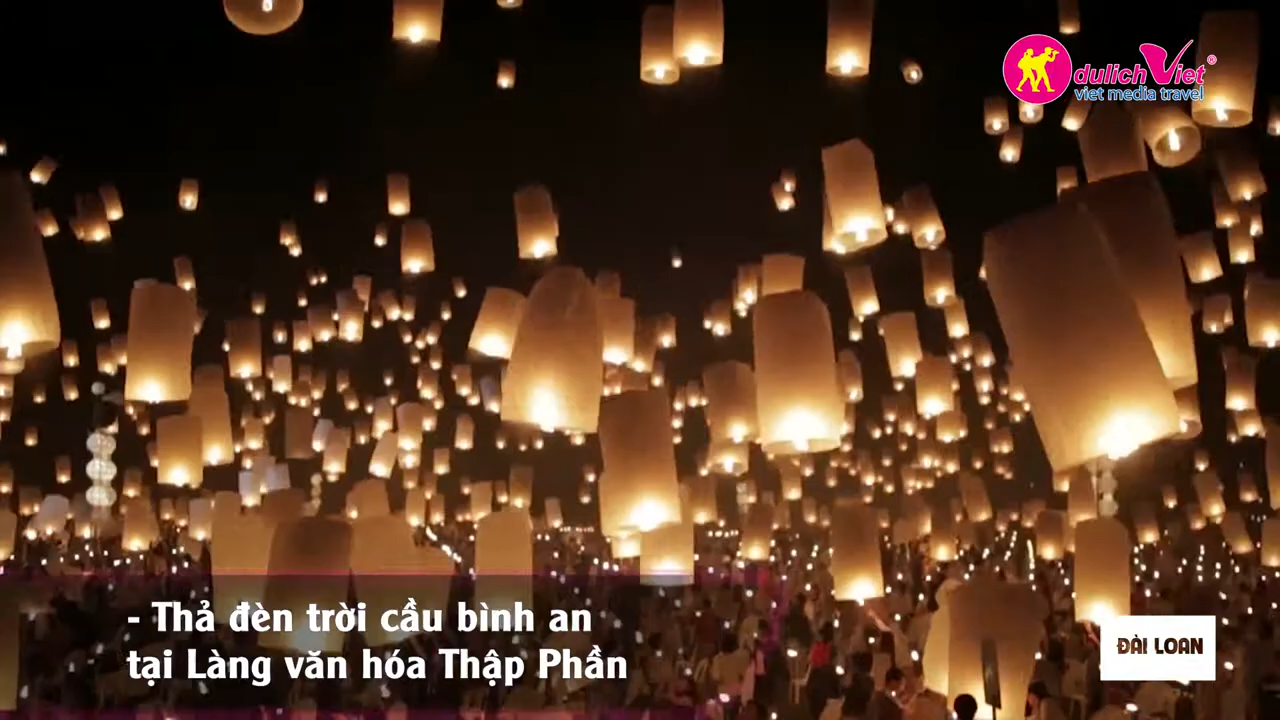 dulichViet®
viet media travel
- Thả đèn trời cầu bình an
tại Làng văn hóa Thập Phần
ĐÀI LOAN